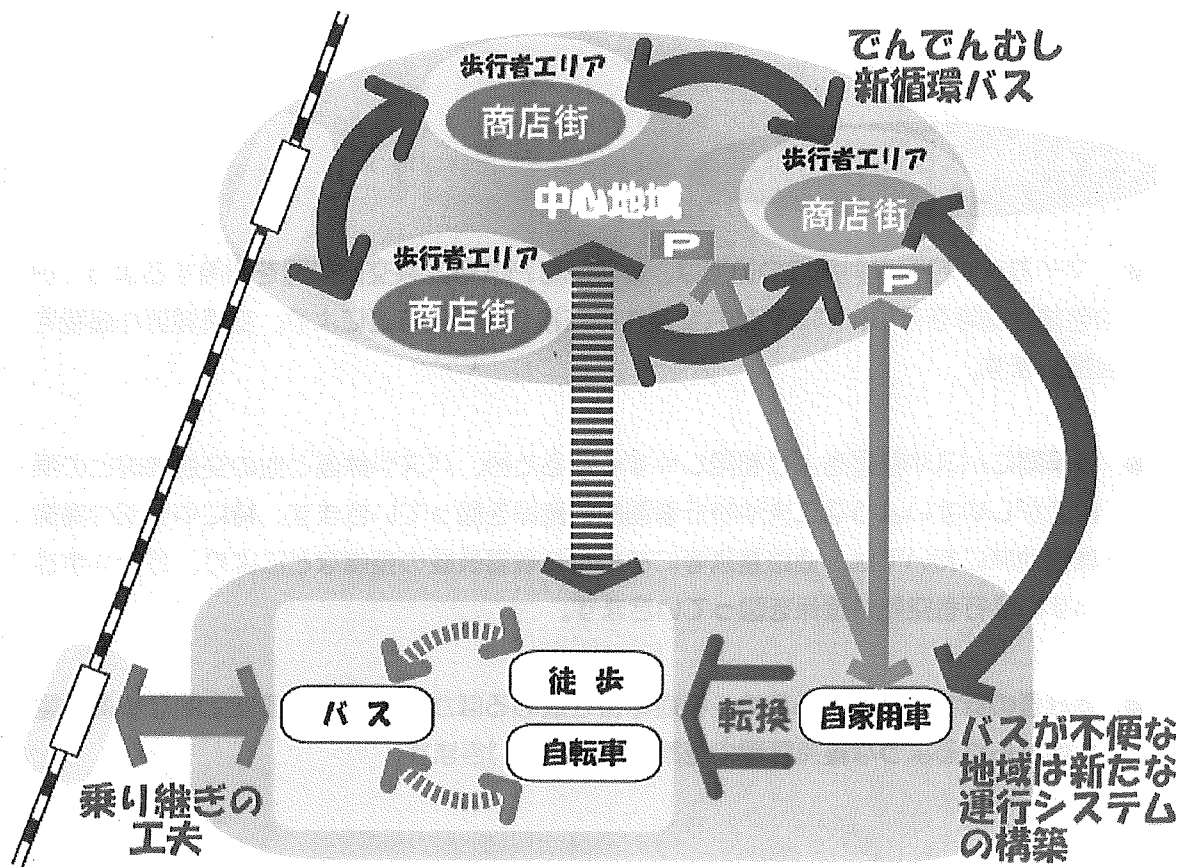 でんでんむし
新循環バス
歩行者エリア
商店街
歩行者エリア
商店街
中心地域
P
歩行者エリア
商店街
P
徒歩
バス
自転車
転換
自家用車
乗り継ぎの
工夫
バスが不便な
地域は新たな
運行システム
の構築